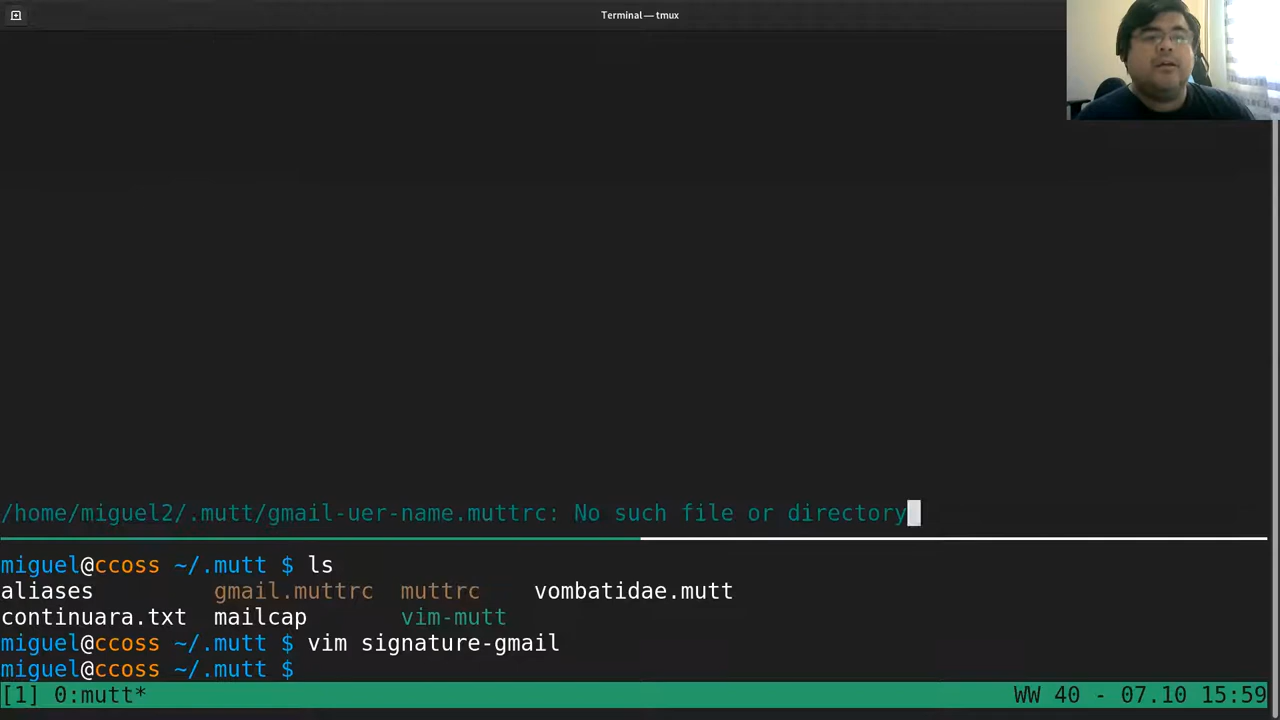 Terminal — tmux
/home/miguel2/.mutt/gmail-uer-name.muttrc: No such file or directory
miguel@ccoss ~/.mutt $ ls
aliases gmail.muttrc muttrc vombatidae.mutt
continuara.txt mailcap vim-mutt
miguel@ccoss ~/.mutt $ vim signature-gmail
miguel@ccoss ~/.mutt $
[1] 0:mutt* WW 40 - 07.10 15:59